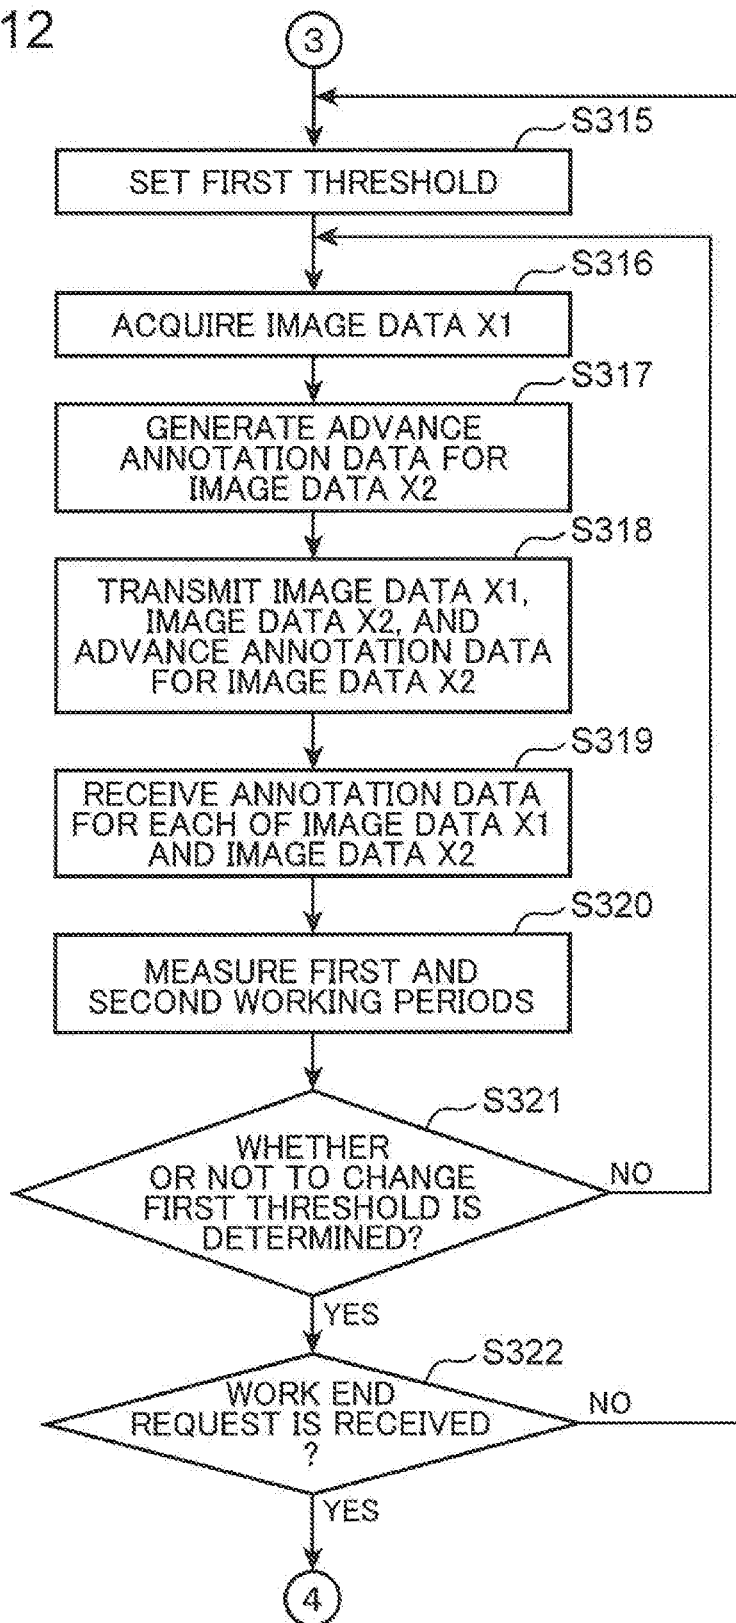 12
3
S315
SET FIRST THRESHOLD
S316
ACQUIRE IMAGE DATA X1
S317
GENERATE ADVANCE
ANNOTATION DATA FOR
IMAGE DATA X2
S318
TRANSMIT IMAGE DATA X1,
IMAGE DATA X2, AND
ADVANCE ANNOTATION DATA
FOR IMAGE DATA X2
S319
RECEIVE ANNOTATION DATA
FOR EACH OF IMAGE DATA X1
AND IMAGE DATA X2
S320
MEASURE FIRST AND
SECOND WORKING PERIODS
S321
WHETHER
OR NOT TO CHANGE
FIRST THRESHOLD IS
DETERMINED?
NO
YES
S322
WORK END
REQUEST IS RECEIVED
?
NO
YES
4